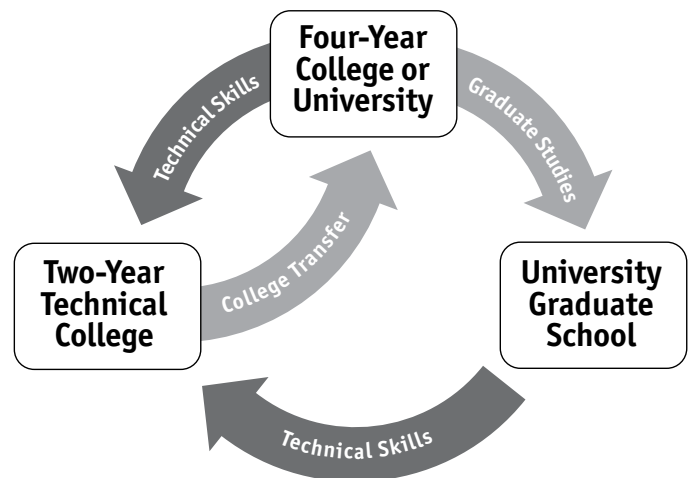 Four-Year
College or
University
Technical Skills
Graduate Studies
College Transfer
Two-Year
Technical
College
University
Graduate
School
Technical Skills